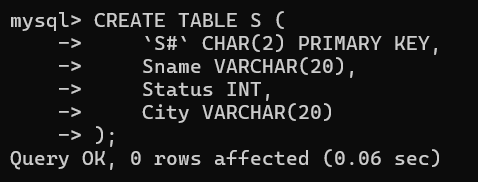 mysql> CREATE TABLE S (
    ->     `S#` CHAR(2) PRIMARY KEY,
    ->     Sname VARCHAR(20),
    ->     Status INT,
    ->     City VARCHAR(20)
    -> );
Query OK, 0 rows affected (0.06 sec)